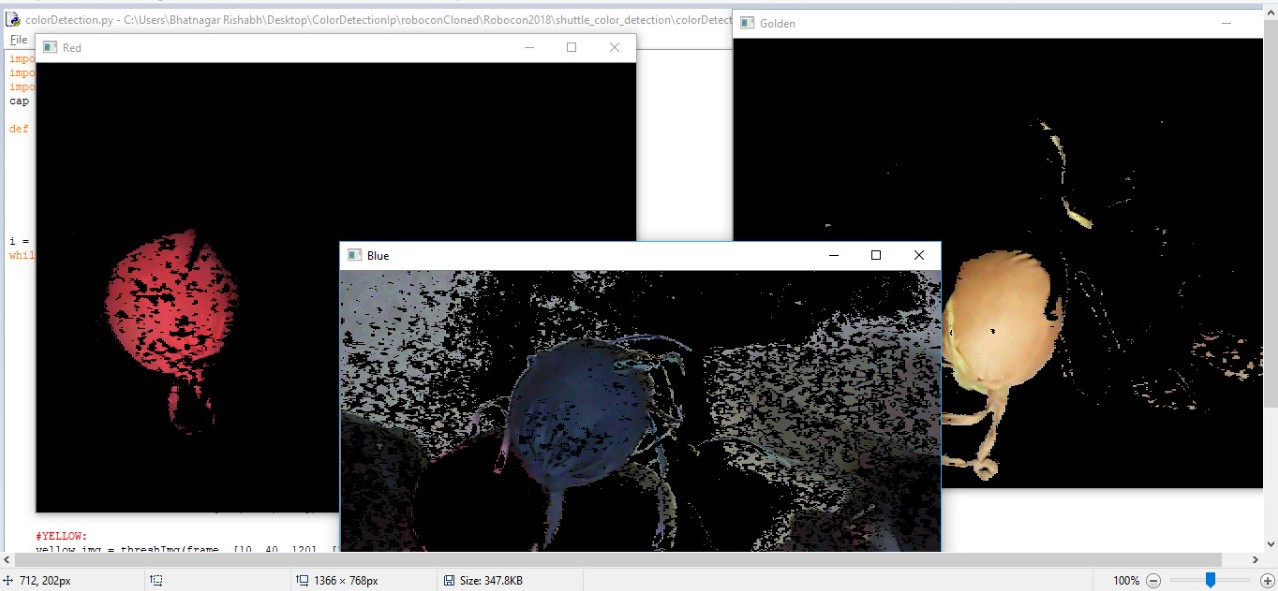 colorDetection.py - C:\Users\Bhatnagar Rishabh\Desktop\ColorDetectionIp\roboconCloned\Robocon2018\shuttle_color_detection\colorDetect
Golden
File
Red
impo
impo
impo
cap
def
i =
whil
Blue
#YELLOW:
yellow_img = threshImg(frame, [10, 40, 120], [
712, 202px
1366 × 768px
Size: 347.8KB
100%